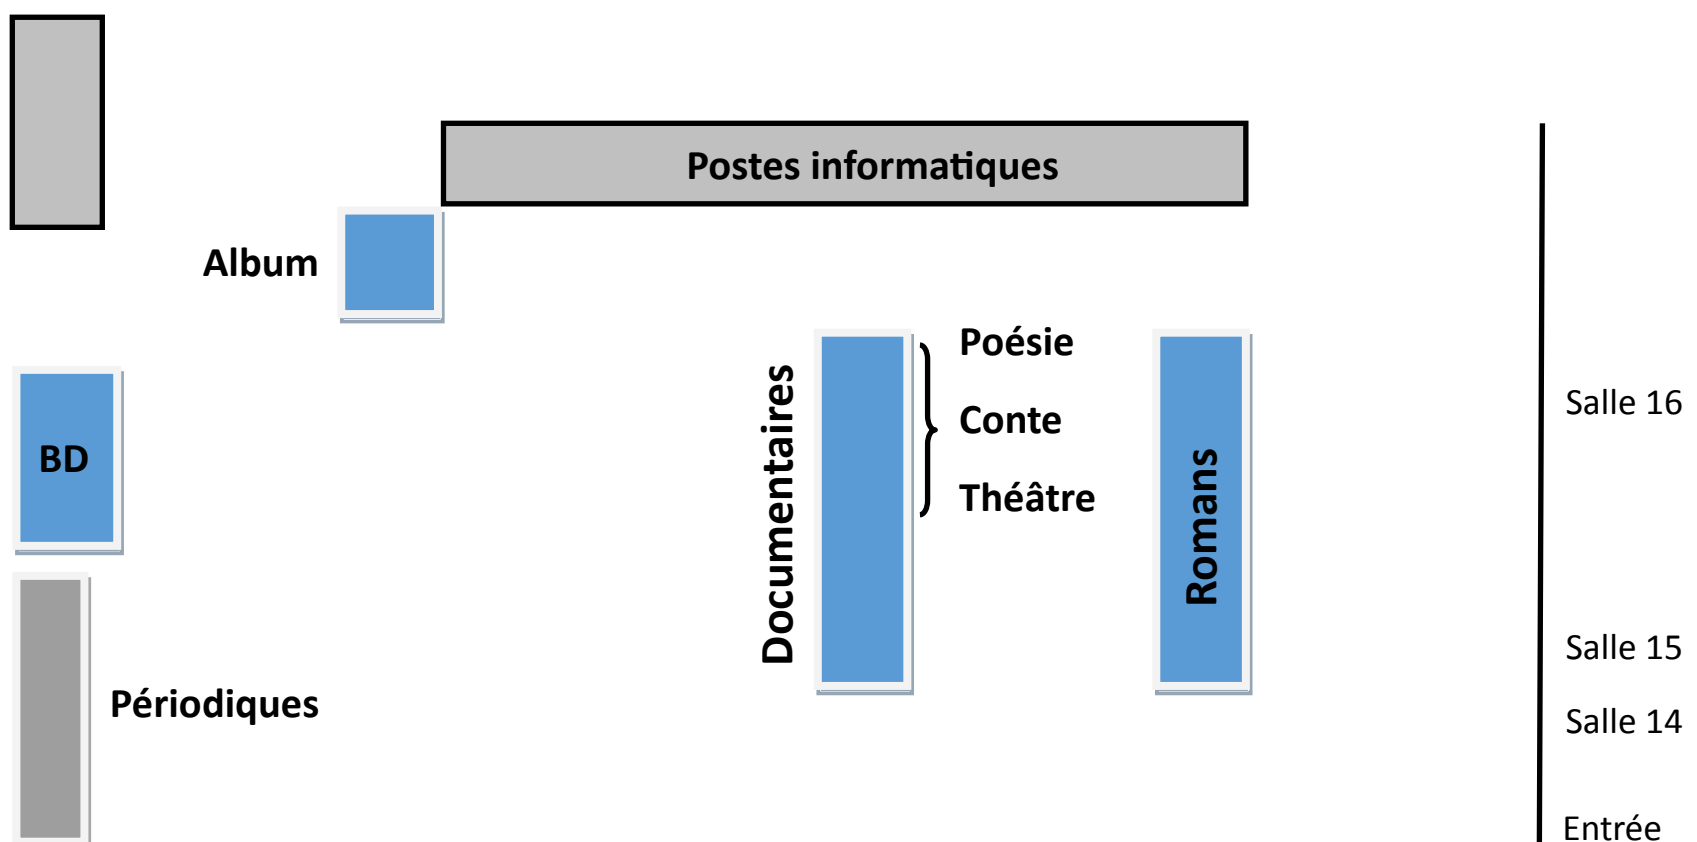 Postes informatiques
Album
Poésie
Documentaires
Conte
Salle 16
BD
Théâtre
Romans
Salle 15
Périodiques
Salle 14
Entrée